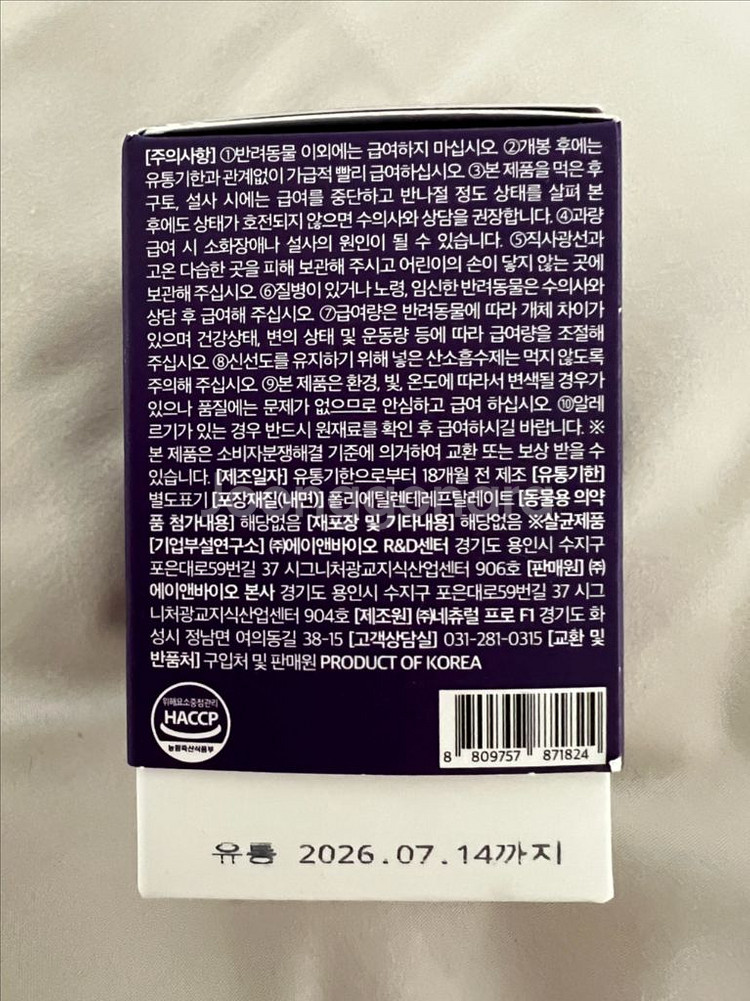 [주의사항] ①반려동물 이외에는 급여하지 마십시오. ②개봉 후에는
유통기한과 관계없이 가급적 빨리 급여하십시오. ③본 제품을 먹은 후
구토, 설사 시에는 급여를 중단하고 반나절 정도 상태를 살펴 본
후에도 상태가 호전되지 않으면 수의사와 상담을 권장합니다. ④과량
급여 시 소화장애나 설사의 원인이 될 수 있습니다. ⑤직사광선과
고온 다습한 곳을 피해 보관해 주시고 어린이의 손이 닿지 않는 곳에
보관해 주십시오. ⑥질병이 있거나 노령, 임신한 반려동물은 수의사와
상담 후 급여해 주십시오. ⑦급여량은 반려동물에 따라 개체 차이가
있으며 건강상태, 변의 상태 및 운동량 등에 따라 급여량을 조절해
주십시오. ⑧신선도를 유지하기 위해 넣은 산소흡수제는 먹지 않도록
주의해 주십시오. ⑨본 제품은 환경, 빛, 온도에 따라서 변색될 경우가
있으나 품질에는 문제가 없으므로 안심하고 급여 하십시오. ⑩알레
르기가 있는 경우 반드시 원재료를 확인 후 급여하시길 바랍니다. ※
본 제품은 소비자분쟁해결 기준에 의거하여 교환 또는 보상 받을 수
있습니다. [제조일자] 유통기한으로부터 18개월 전 제조 [유통기한]
별도표기 [포장재질(내면)] 폴리에틸렌테레프탈레이트 [동물용 의약
품 첨가내용] 해당없음 [재포장 및 기타내용] 해당없음 ※살균제품
[기업부설연구소] ㈜에이앤바이오 R&D센터 경기도 용인시 수지구
포은대로59번길 37 시그니처광교지식산업센터 906호 [판매원] ㈜
에이앤바이오 본사 경기도 용인시 수지구 포은대로59번길 37 시그
니처광교지식산업센터 904호 [제조원] ㈜네츄럴 프로 F1 경기도 화
성시 정남면 여의동길 38-15 [고객상담실] 031-281-0315 [교환 및
반품처] 구입처 및 판매원 PRODUCT OF KOREA
위해요소중점관리
HACCP
농림축산식품부
8 809757 871824
유통 2026.07.14까지
Joonggonara